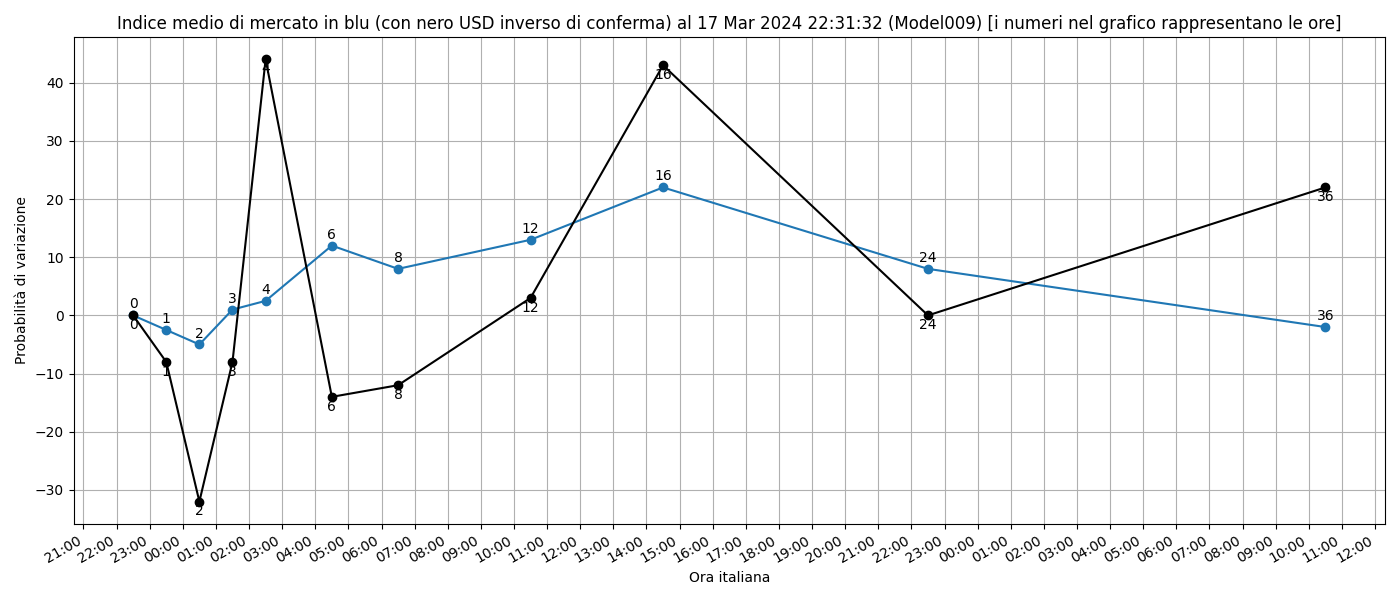 Indice medio di mercato in blu (con nero USD inverso di conferma) al 17 Mar 2024 22:31:32 (Model009) [i numeri nel grafico rappresentano le ore]
Probabilità di variazione
40
30
20
10
0
−10
−20
−30
0 1 2 3 4 6 8 12 16 24 36
0 1 2 3 4 6 8 12 16 24 36
21:00 22:00 23:00 00:00 01:00 02:00 03:00 04:00 05:00 06:00 07:00 08:00 09:00 10:00 11:00 12:00 13:00 14:00 15:00 16:00 17:00 18:00 19:00 20:00 21:00 22:00 23:00 00:00 01:00 02:00 03:00 04:00 05:00 06:00 07:00 08:00 09:00 10:00 11:00 12:00
Ora italiana